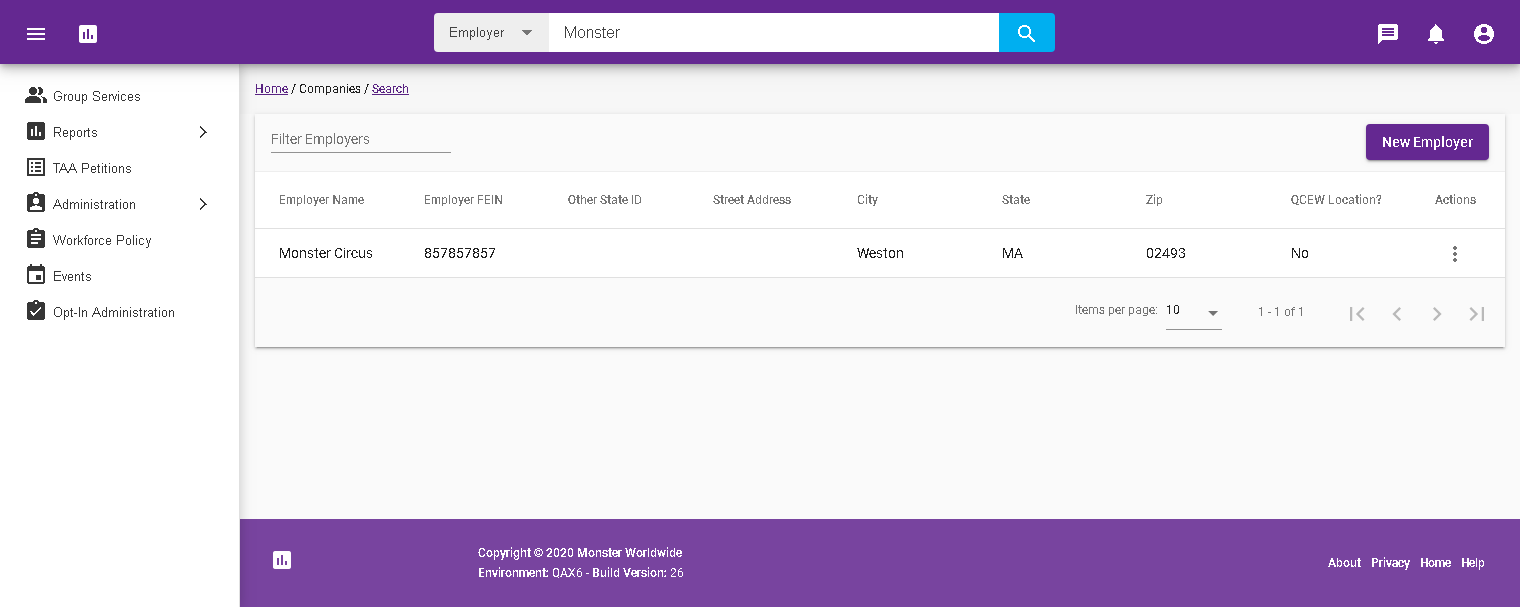 Employer Monster
Group Services
Reports
TAA Petitions
Administration
Workforce Policy
Events
Opt-In Administration
Home / Companies / Search
Filter Employers
New Employer
Employer Name Employer FEIN Other State ID Street Address City State Zip QCEW Location? Actions
Monster Circus 857857857 Weston MA 02493 No
Items per page: 10 1 - 1 of 1
Copyright © 2020 Monster Worldwide
Environment: QAX6 - Build Version: 26
About Privacy Home Help